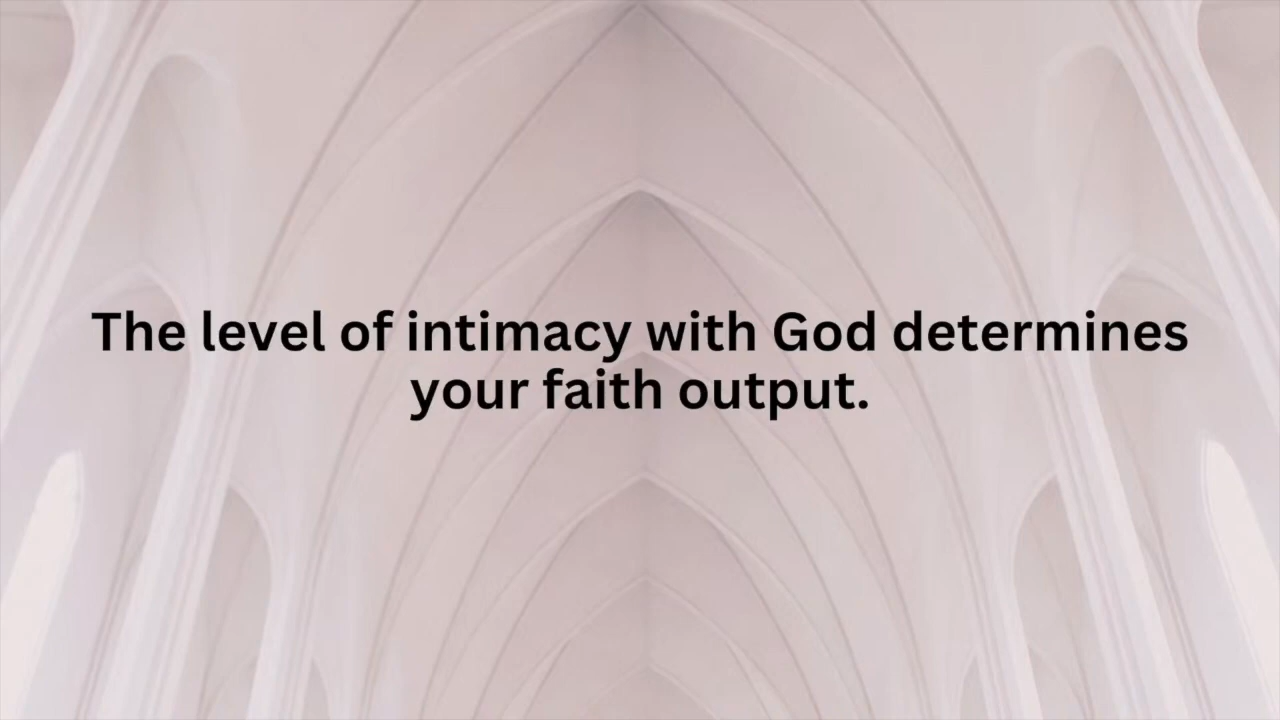 The level of intimacy with God determines
your faith output.